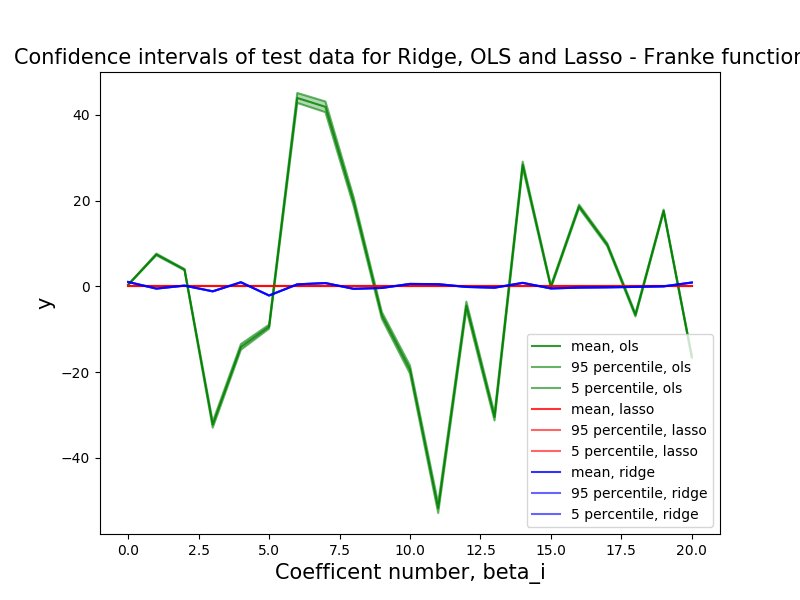 Confidence intervals of test data for Ridge, OLS and Lasso - Franke function
40
20
0
−20
−40
y
mean, ols
95 percentile, ols
5 percentile, ols
mean, lasso
95 percentile, lasso
5 percentile, lasso
mean, ridge
95 percentile, ridge
5 percentile, ridge
0.0 2.5 5.0 7.5 10.0 12.5 15.0 17.5 20.0
Coefficent number, beta_i